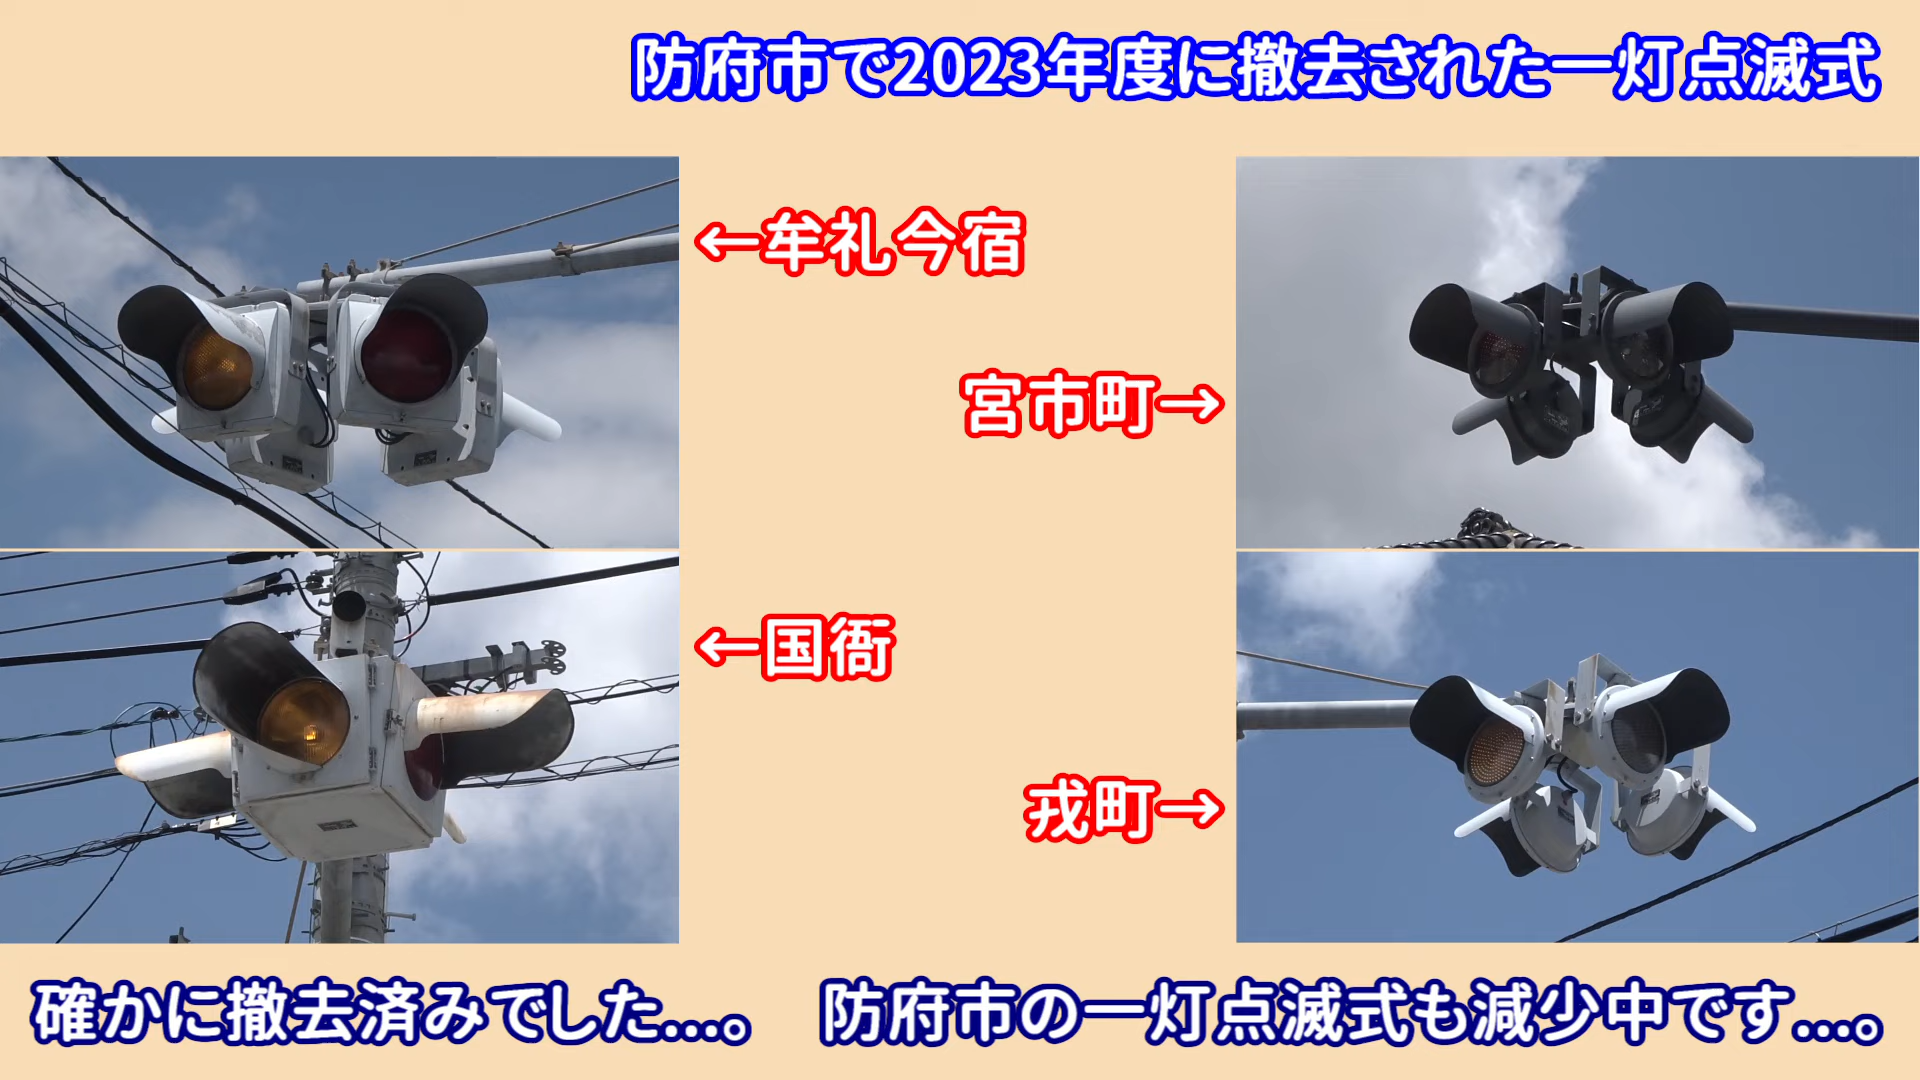 防府市で2023年度に撤去された一灯点滅式
←牟礼今宿
宮市町→
←国衙
戎町→
確かに撤去済みでした…。 防府市の一灯点滅式も減少中です…。